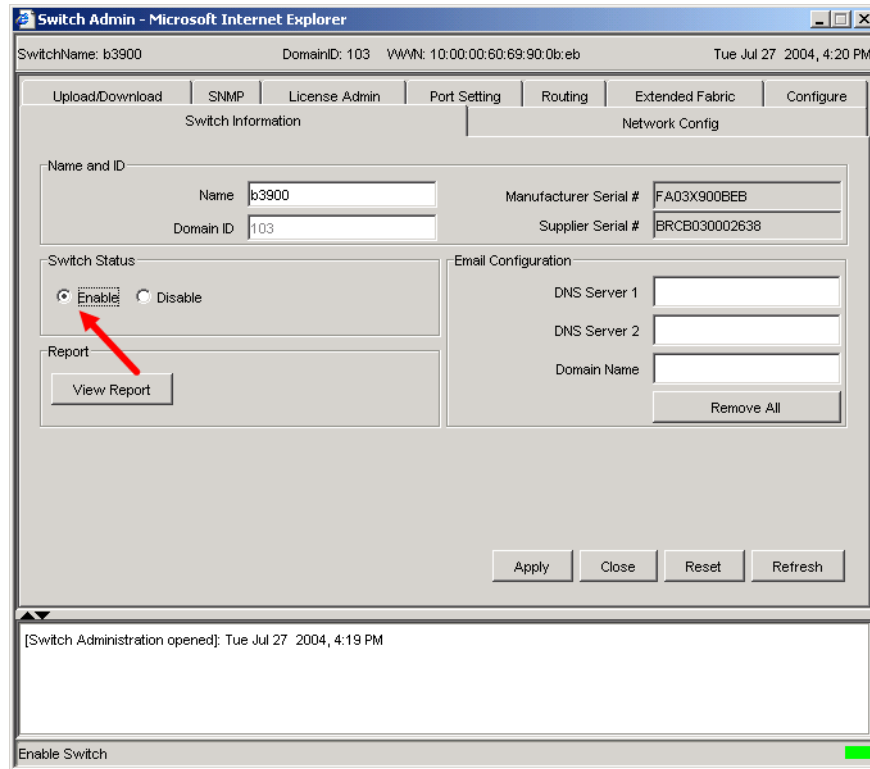 Switch Admin - Microsoft Internet Explorer
SwitchName: b3900 DomainID: 103 WWN: 10:00:00:60:69:90:0b:eb Tue Jul 27 2004, 4:20 PM
Upload/Download SNMP License Admin Port Setting Routing Extended Fabric Configure
Switch Information Network Config
Name and ID
Name b3900 Manufacturer Serial # FA03X900BEB
Domain ID 103 Supplier Serial # BRCB030002638
Switch Status
Enable Disable
Email Configuration
DNS Server 1
DNS Server 2
Domain Name
Remove All
Report
View Report
Apply Close Reset Refresh
[Switch Administration opened]: Tue Jul 27 2004, 4:19 PM
Enable Switch